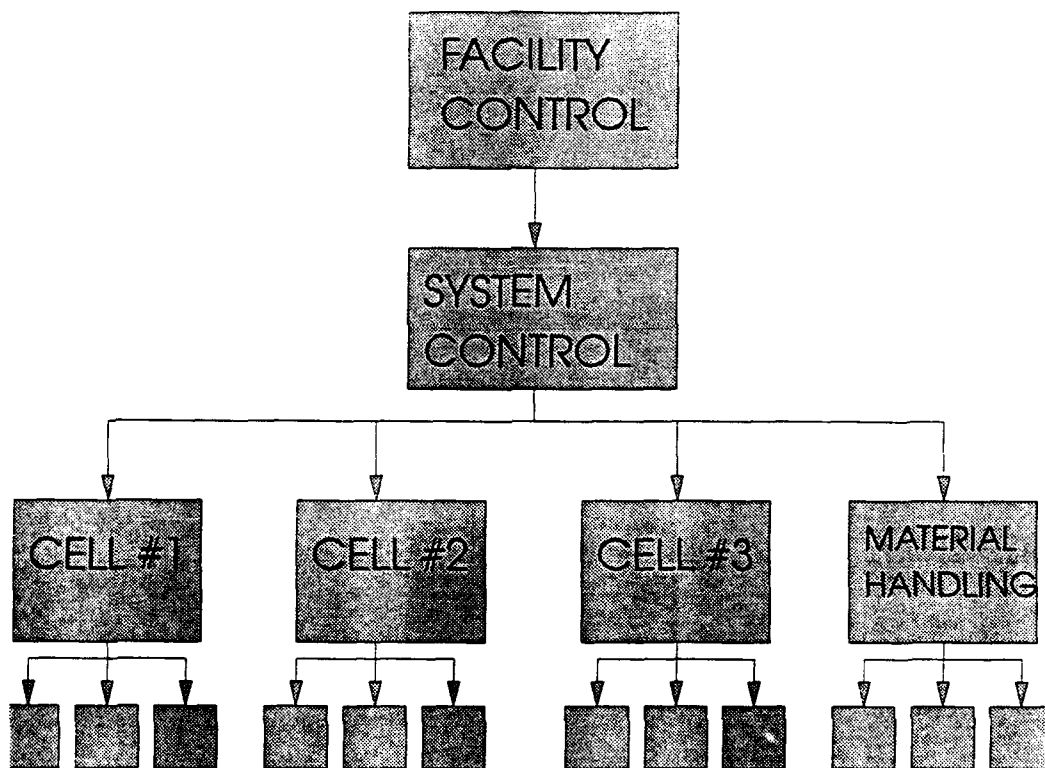 FACILITY
CONTROL
SYSTEM
CONTROL
CELL #1
CELL #2
CELL #3
MATERIAL
HANDLING